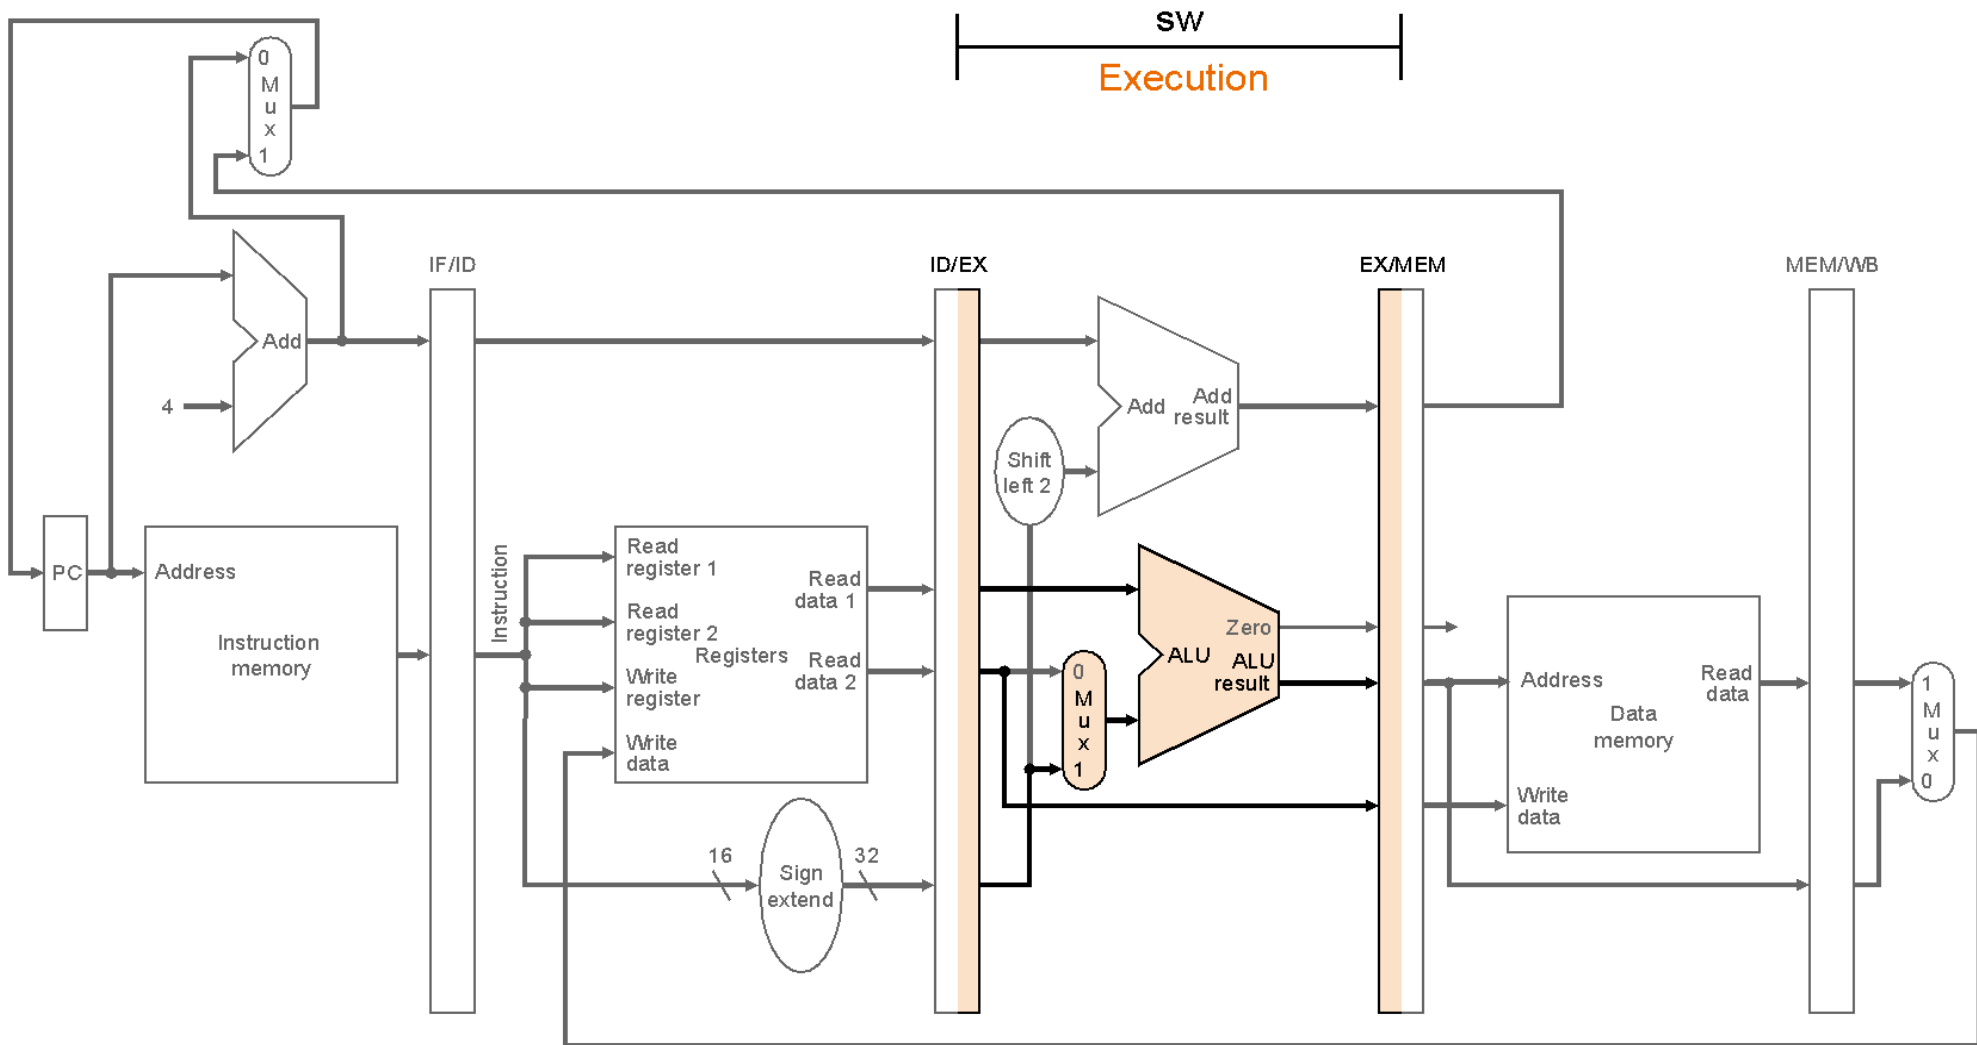 sw
Execution
0
M
u
x
1
IF/ID
ID/EX
EX/MEM
MEM/WB
Add
4
Add
Add
result
Shift
left 2
PC
Address
Instruction
memory
Instruction
Read
register 1
Read
register 2
Write
register
Write
data
Registers
Read
data 1
Read
data 2
16
Sign
extend
32
0
M
u
x
1
Zero
ALU
ALU
result
Address
Read
data
Data
memory
Write
data
1
M
u
x
0